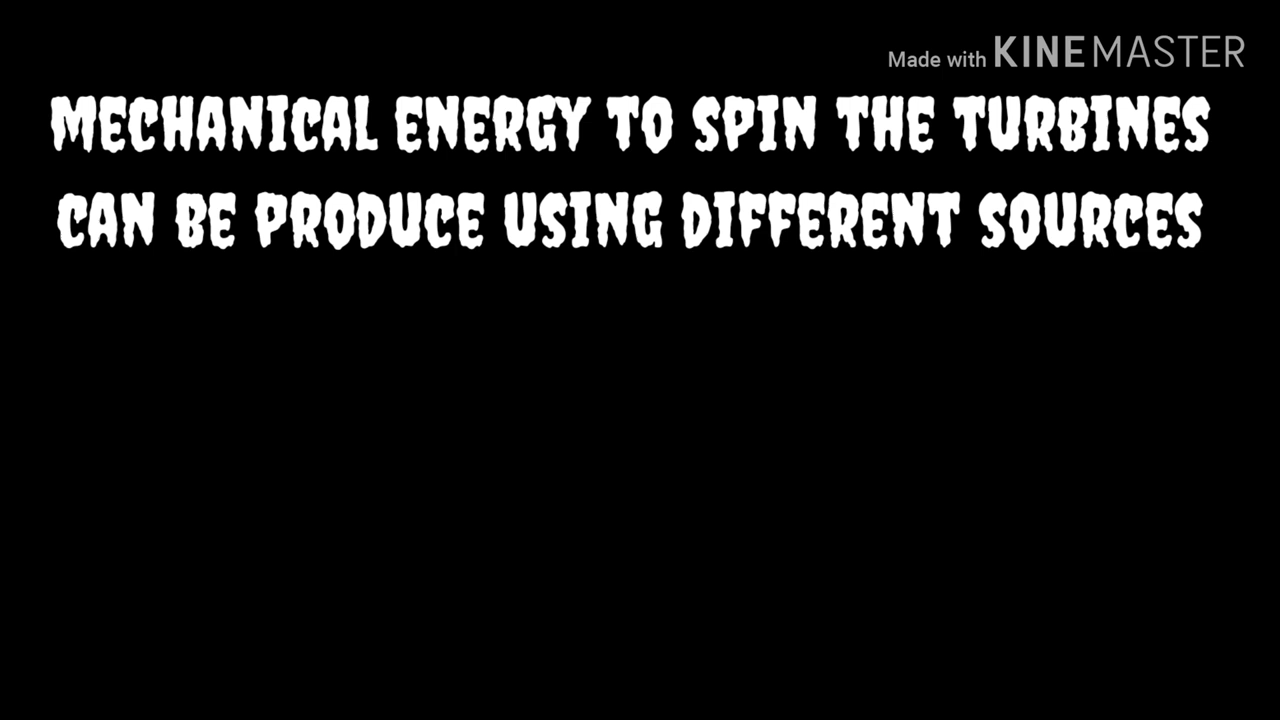 Made with KINEMASTER
MECHANICAL ENERGY TO SPIN THE TURBINES
CAN BE PRODUCE USING DIFFERENT SOURCES